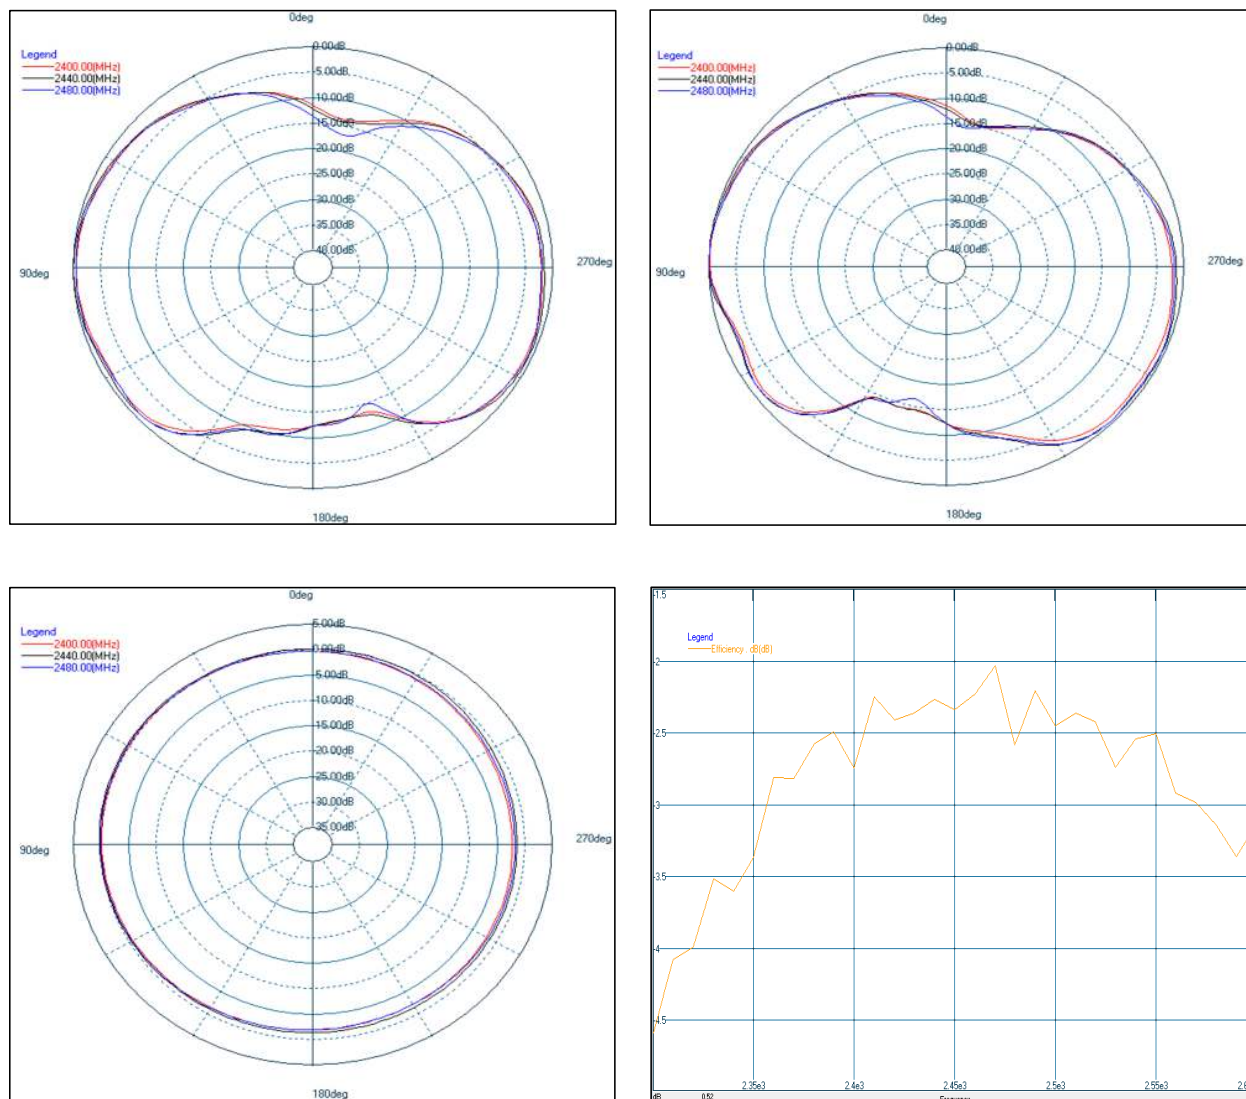 0deg
Legend
2400.00(MHz)
2440.00(MHz)
2480.00(MHz)
0.00dB
5.00dB
10.00dB
15.00dB
20.00dB
25.00dB
30.00dB
35.00dB
40.00dB
90deg
270deg
180deg
0deg
Legend
2400.00(MHz)
2440.00(MHz)
2480.00(MHz)
0.00dB
5.00dB
10.00dB
15.00dB
20.00dB
25.00dB
30.00dB
35.00dB
40.00dB
90deg
270deg
180deg
0deg
Legend
2400.00(MHz)
2440.00(MHz)
2480.00(MHz)
5.00dB
0.00dB
5.00dB
10.00dB
15.00dB
20.00dB
25.00dB
30.00dB
35.00dB
90deg
270deg
180deg
-1.5
Legend
Efficiency . dB(dB)
-2
-2.5
-3
-3.5
-4
-4.5
2.35e3 2.4e3 2.45e3 2.5e3 2.55e3
dB 0.52